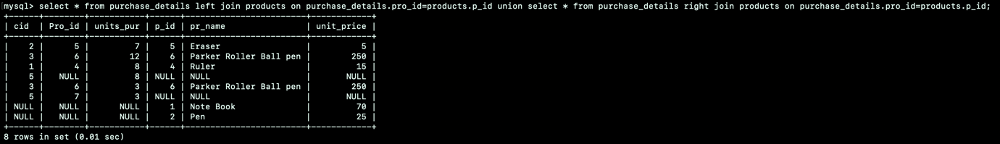 mysql> select * from purchase_details left join products on purchase_details.pro_id=products.p_id union select * from purchase_details right join products on purchase_details.pro_id=products.p_id;
+------+--------+-----------+------+-----------------------+------------+
| cid  | Pro_id | units_pur | p_id | pr_name               | unit_price |
+------+--------+-----------+------+-----------------------+------------+
|    2 |      5 |         7 |    5 | Eraser                |          5 |
|    3 |      6 |        12 |    6 | Parker Roller Ball pen |        250 |
|    1 |      4 |         8 |    4 | Ruler                 |         15 |
|    5 |   NULL |         8 | NULL | NULL                  |       NULL |
|    3 |      6 |         3 |    6 | Parker Roller Ball pen |        250 |
|    5 |      7 |         3 | NULL | NULL                  |       NULL |
| NULL |   NULL |      NULL |    1 | Note Book             |         70 |
| NULL |   NULL |      NULL |    2 | Pen                   |         25 |
+------+--------+-----------+------+-----------------------+------------+
8 rows in set (0.01 sec)